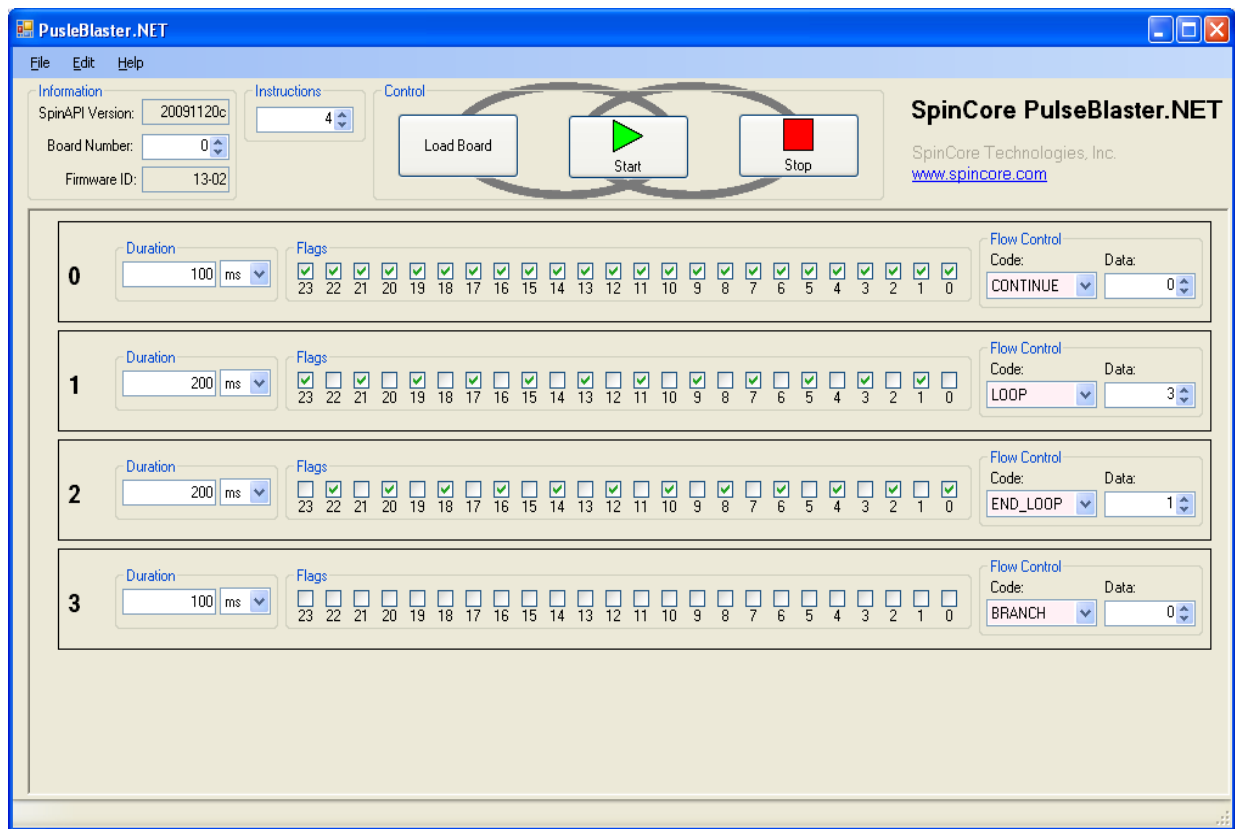 PusleBlaster.NET
File Edit Help
Information
SpinAPI Version: 20091120c
Board Number: 0
Firmware ID: 13-02
Instructions
4
Control
Load Board
Start
Stop
SpinCore PulseBlaster.NET
SpinCore Technologies, Inc.
www.spincore.com
0
Duration
100 ms
Flags
23 22 21 20 19 18 17 16 15 14 13 12 11 10 9 8 7 6 5 4 3 2 1 0
Flow Control
Code: Data:
CONTINUE 0
1
Duration
200 ms
Flags
23 22 21 20 19 18 17 16 15 14 13 12 11 10 9 8 7 6 5 4 3 2 1 0
Flow Control
Code: Data:
LOOP 3
2
Duration
200 ms
Flags
23 22 21 20 19 18 17 16 15 14 13 12 11 10 9 8 7 6 5 4 3 2 1 0
Flow Control
Code: Data:
END_LOOP 1
3
Duration
100 ms
Flags
23 22 21 20 19 18 17 16 15 14 13 12 11 10 9 8 7 6 5 4 3 2 1 0
Flow Control
Code: Data:
BRANCH 0